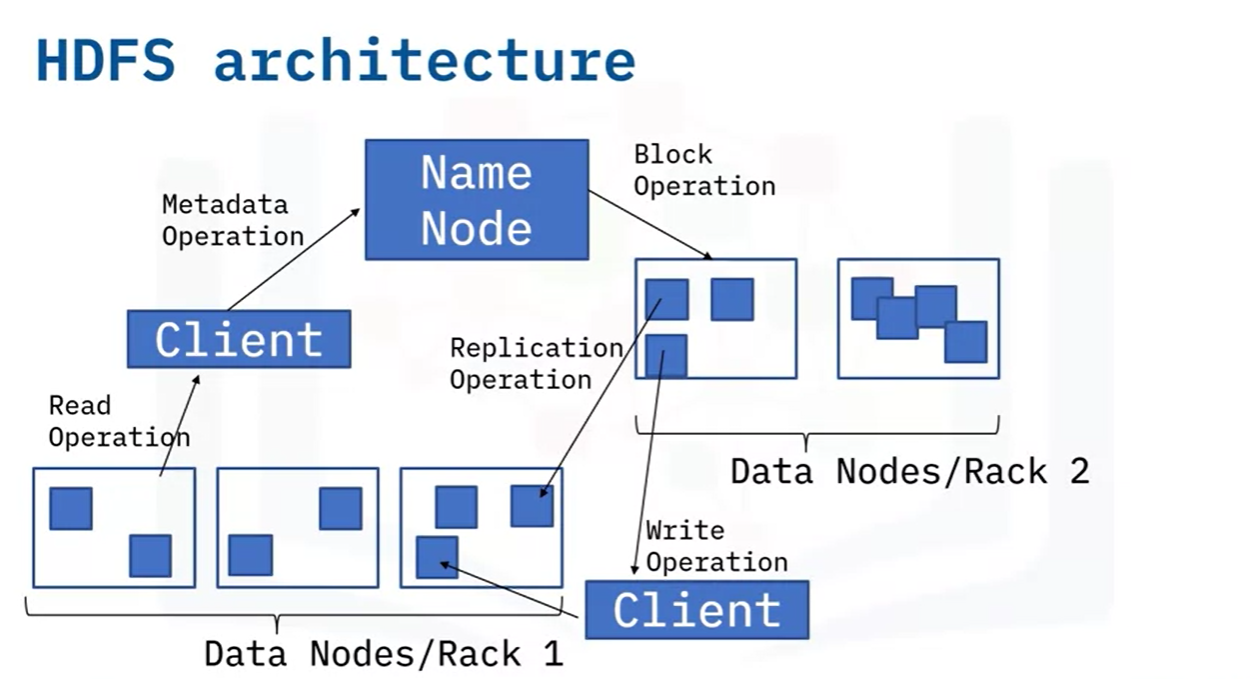 HDFS architecture
Name
Node
Block
Operation
Metadata
Operation
Client
Replication
Operation
Read
Operation
Data Nodes/Rack 2
Write
Operation
Client
Data Nodes/Rack 1